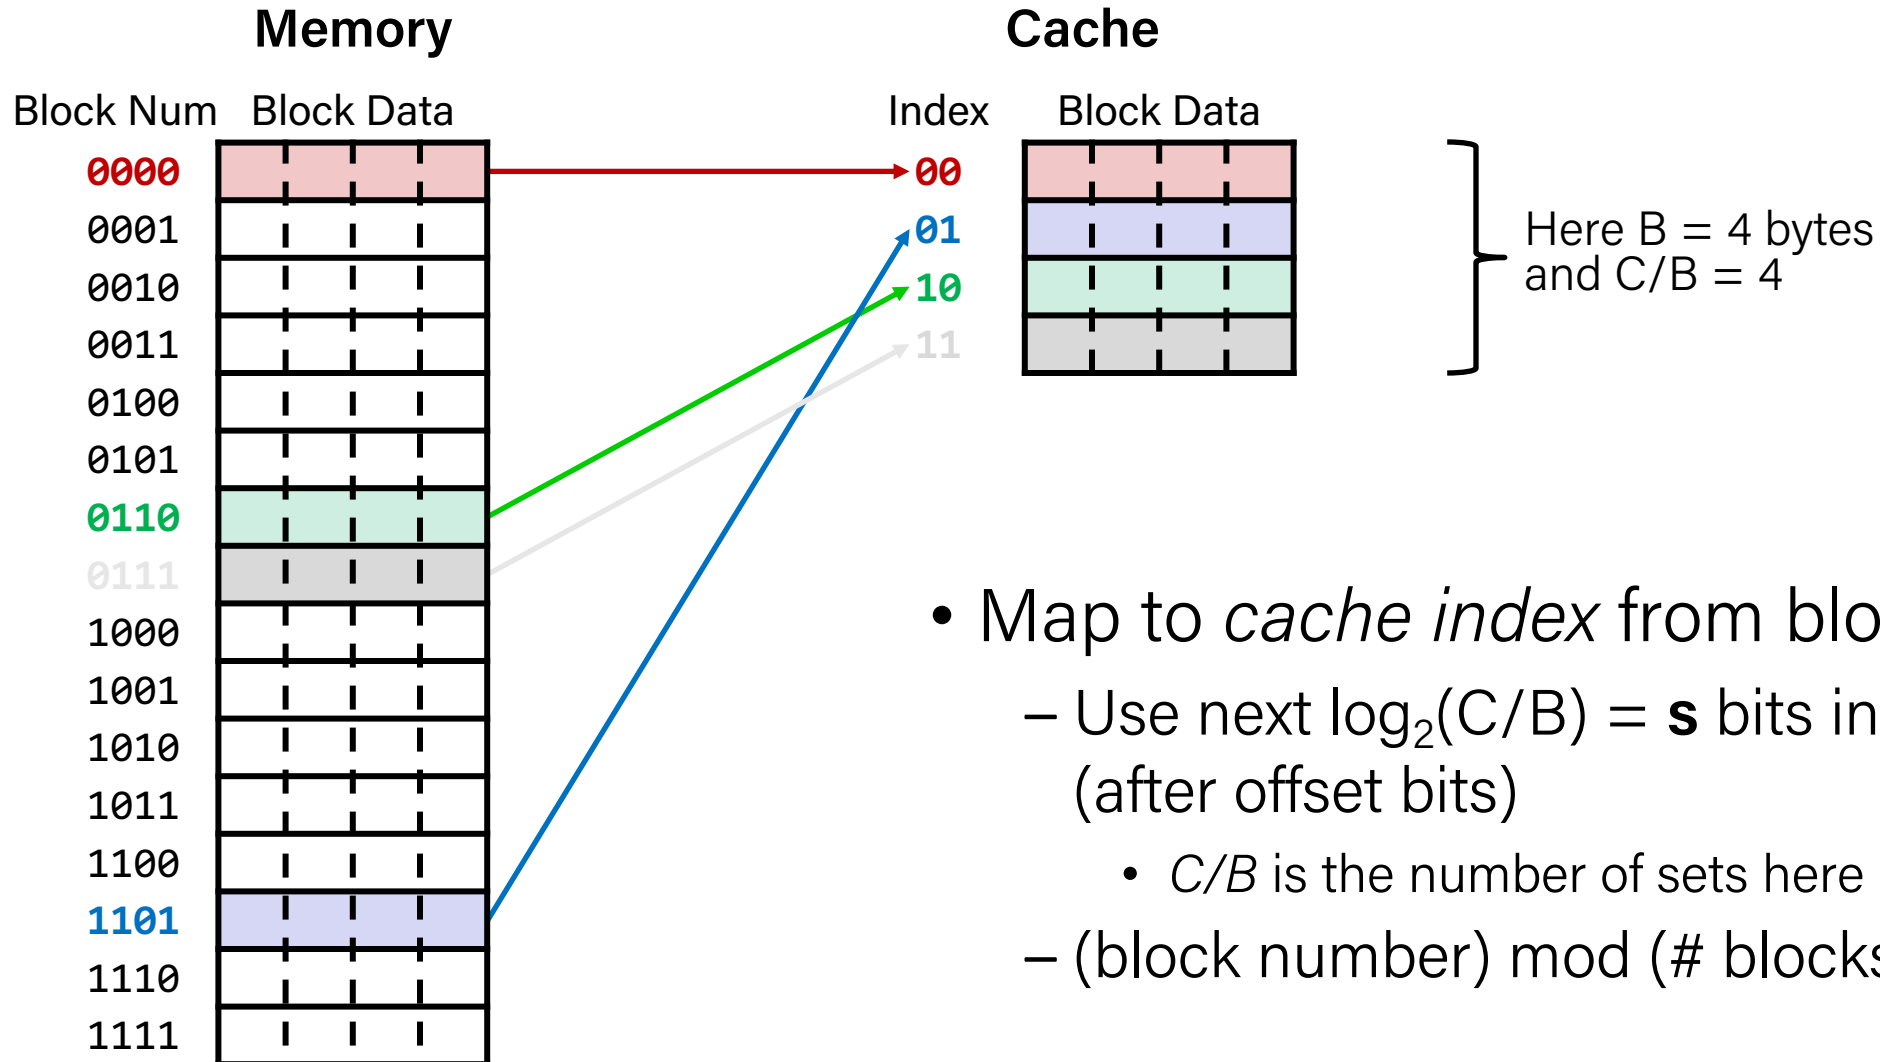 Memory
Cache
Block Num Block Data
Index Block Data
0000
0001
0010
0011
0100
0101
0110
0111
1000
1001
1010
1011
1100
1101
1110
1111
00
01
10
11
Here B = 4 bytes
and C/B = 4
• Map to cache index from blo
– Use next log₂(C/B) = s bits in
(after offset bits)
• C/B is the number of sets here
– (block number) mod (# blocks